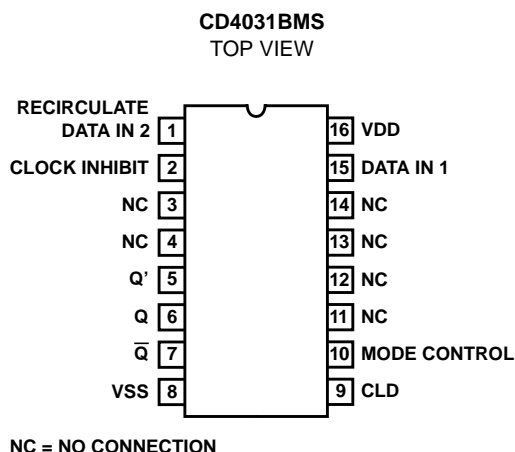 CD4031BMS
TOP VIEW
RECIRCULATE
DATA IN 2 1
CLOCK INHIBIT 2
NC 3
NC 4
Q' 5
Q 6
Q̅ 7
VSS 8
16 VDD
15 DATA IN 1
14 NC
13 NC
12 NC
11 NC
10 MODE CONTROL
9 CLD
NC = NO CONNECTION